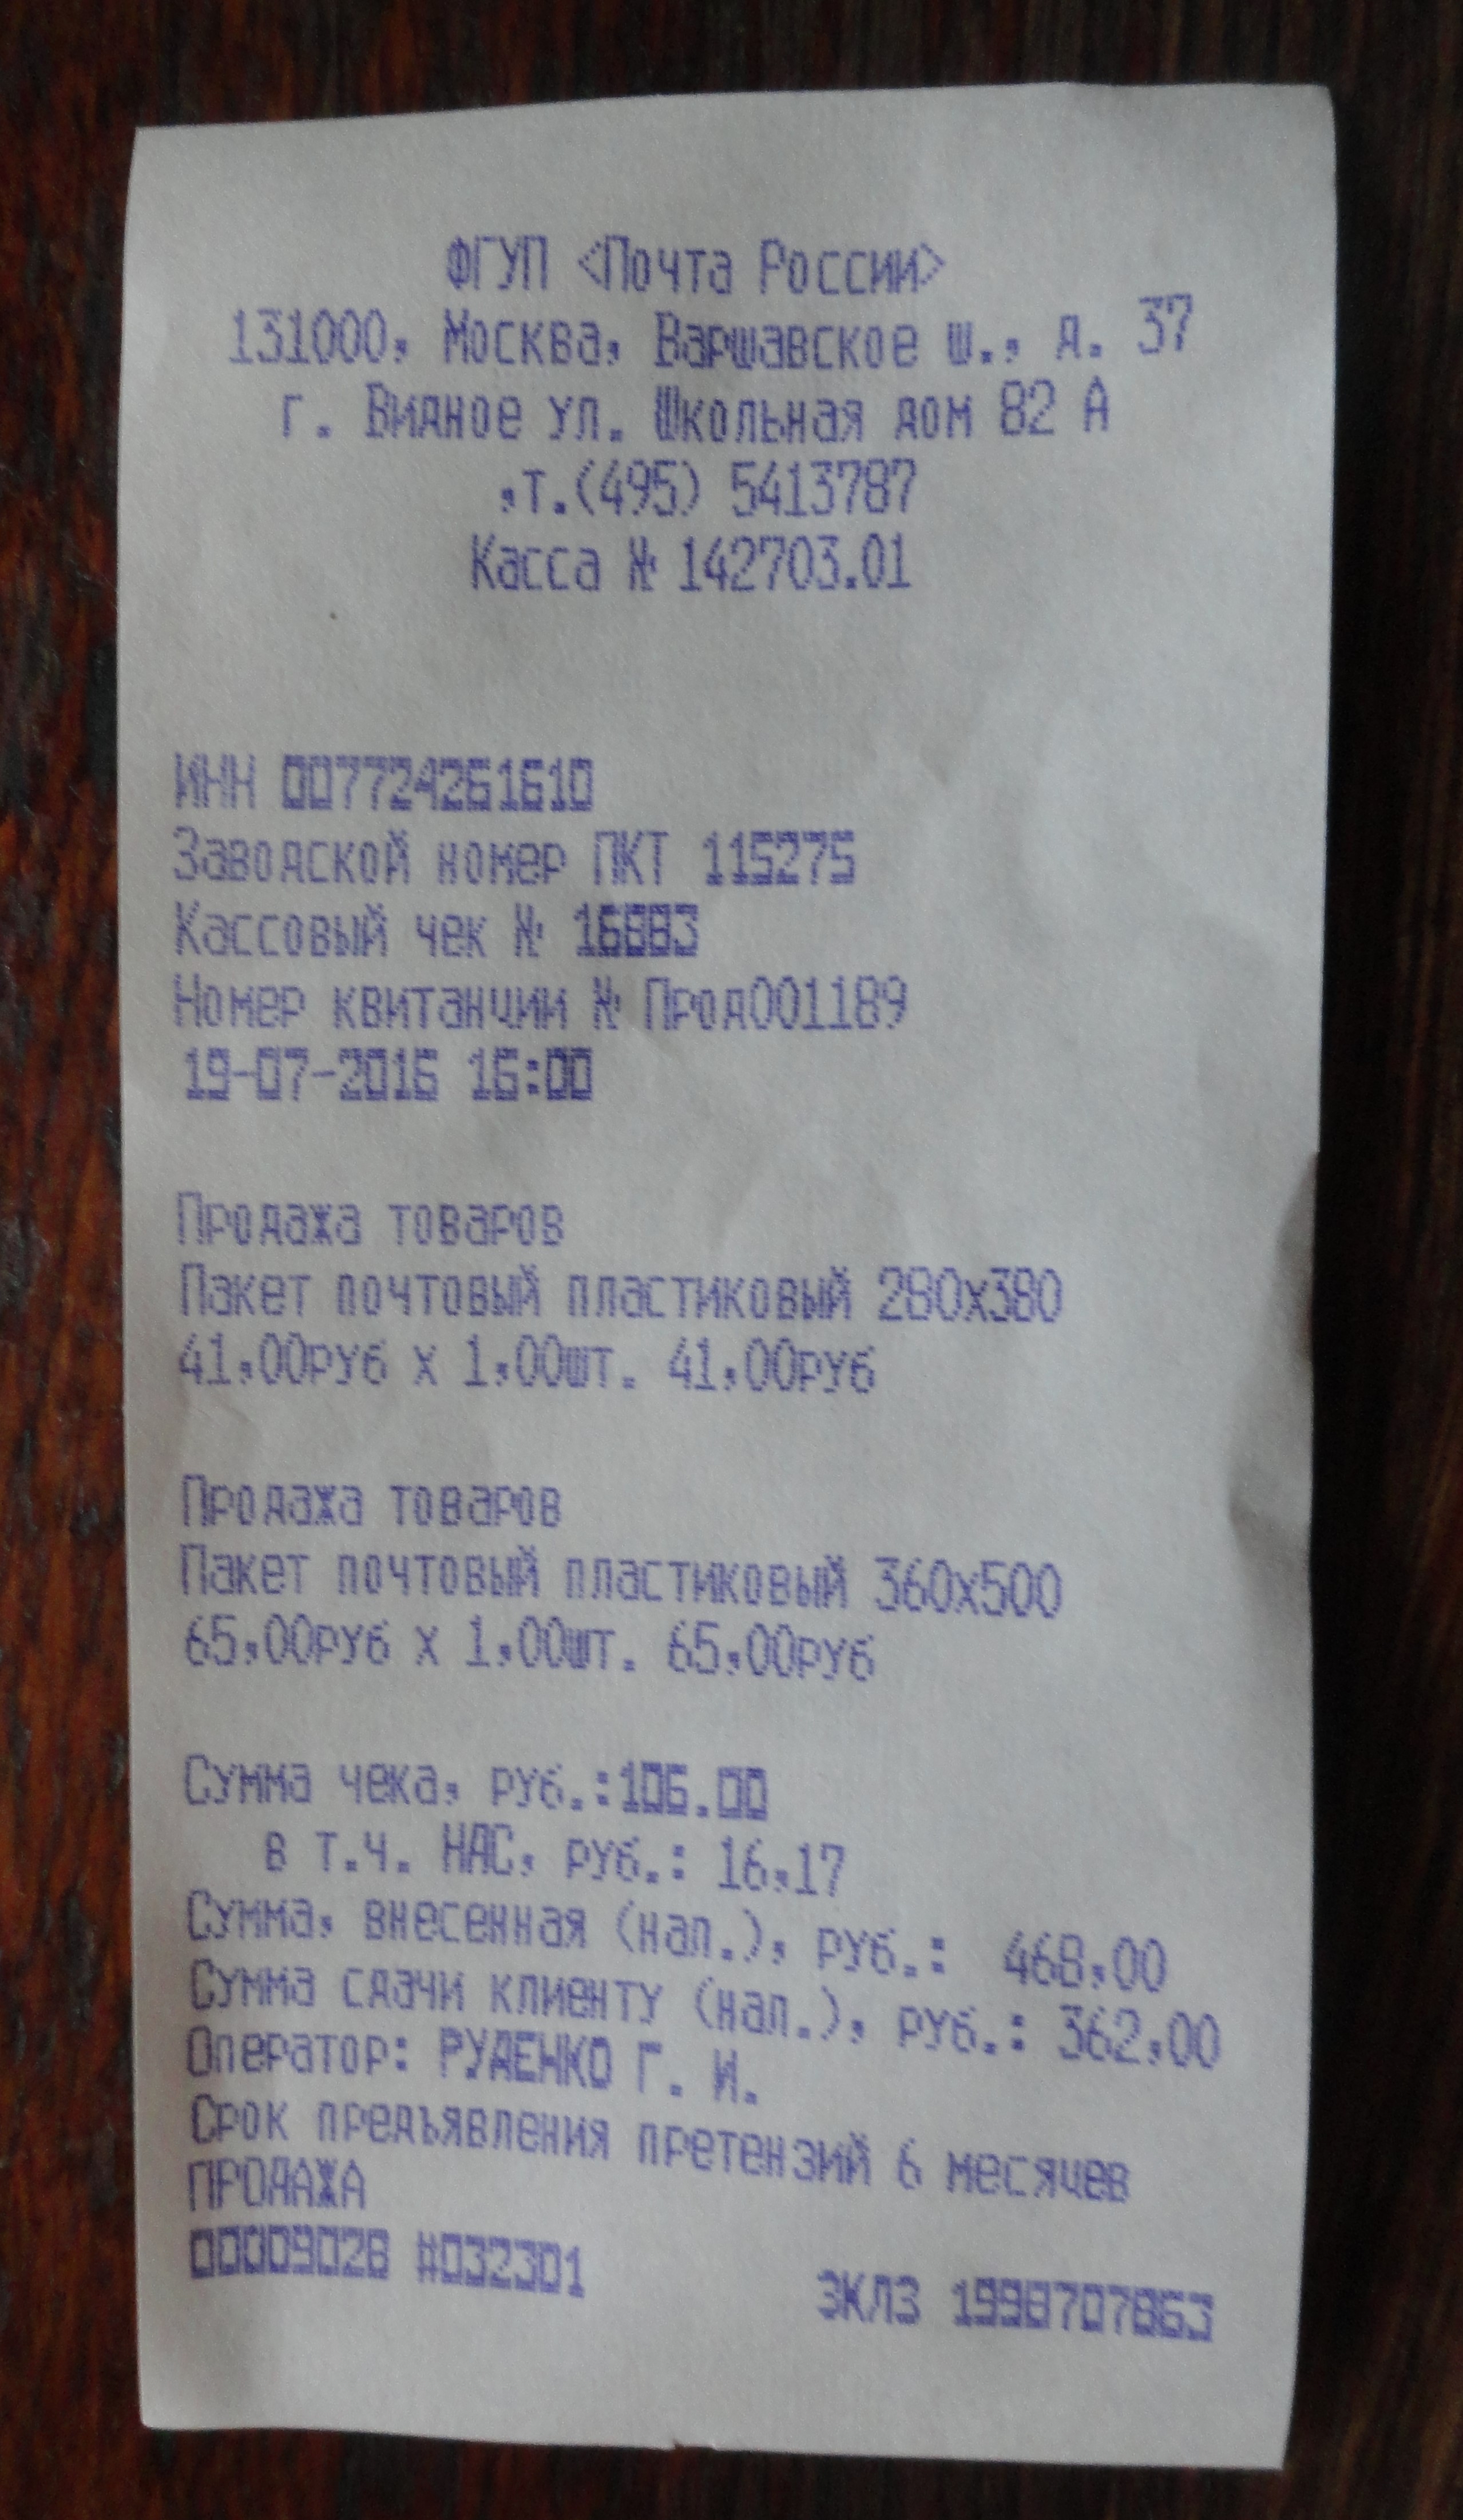 ФГУП <Почта России>
131000, Москва, Варшавское ш., д. 37
г. Видное ул. Школьная дом 82 А
,т.(495) 5413787
Касса № 142703.01
ИНН 007724261610
Заводской номер ПКТ 115275
Кассовый чек № 16883
Номер квитанции № Прод001189
19-07-2016 16:00
Продажа товаров
Пакет почтовый пластиковый 280x380
41,00руб x 1,00шт. 41,00руб
Продажа товаров
Пакет почтовый пластиковый 360x500
65,00руб x 1,00шт. 65,00руб
Сумма чека, руб.:106.00
в т.ч. НДС, руб.: 16,17
Сумма, внесенная (нал.), руб.: 468,00
Сумма сдачи клиенту (нал.), руб.: 362,00
Оператор: РУДЕНКО Г. И.
Срок предъявления претензий 6 месяцев
ПРОДАЖА
00009028 #032301
ЭКЛЗ 1998707863